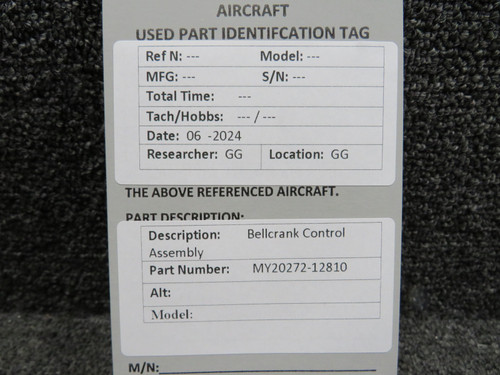 AIRCRAFT
USED PART IDENTIFCATION TAG
Ref N: --- Model: ---
MFG: --- S/N: ---
Total Time: ---
Tach/Hobbs: --- / ---
Date: 06 -2024
Researcher: GG Location: GG
THE ABOVE REFERENCED AIRCRAFT.
PART DESCRIPTION:
Description: Bellcrank Control
Assembly
Part Number: MY20272-12810
Alt:
Model:
M/N: